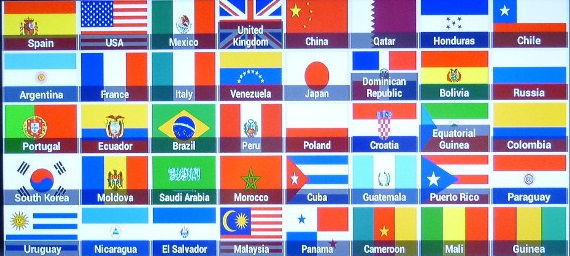 Spain
USA
Mexico
United
Kingdom
China
Qatar
Honduras
Chile
Argentina
France
Italy
Venezuela
Japan
Dominican
Republic
Bolivia
Russia
Portugal
Ecuador
Brazil
Peru
Poland
Croatia
Equatorial
Guinea
Colombia
South Korea
Moldova
Saudi Arabia
Morocco
Cuba
Guatemala
Puerto Rico
Paraguay
Uruguay
Nicaragua
El Salvador
Malaysia
Panama
Cameroon
Mali
Guinea